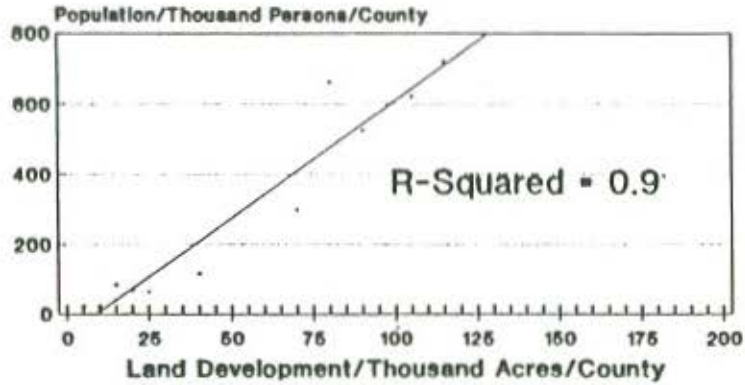 Population/Thousand Persons/County
800
600
400
200
0
R-Squared = 0.9
0 25 50 75 100 125 150 175 200
Land Development/Thousand Acres/County